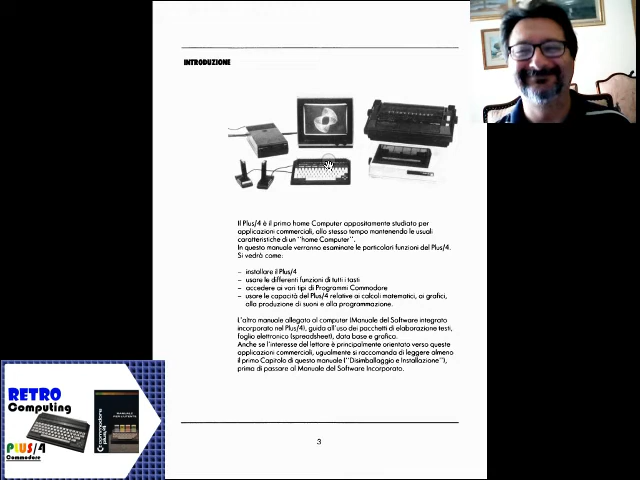 INTRODUZIONE
Il Plus/4 è il primo home Computer appositamente studiato per
applicazioni commerciali, allo stesso tempo mantenendo le usuali
caratteristiche di un "home Computer".
In questo manuale verranno esaminate le particolari funzioni del Plus/4.
Si vedrà come:
– installare il Plus/4
– usare le differenti funzioni di tutti i tasti
– accedere ai vari tipi di Programmi Commodore
– usare le capacità del Plus/4 relative ai calcoli matematici, ai grafici,
alla produzione di suoni e alla programmazione.
L'altro manuale allegato al computer (Manuale del Software integrato
incorporato nel Plus/4), guida all'uso dei pacchetti di elaborazione testi,
foglio elettronico (spreadsheet), data base e grafica.
Anche se l'interesse del lettore è principalmente orientato verso queste
applicazioni commerciali, ugualmente si raccomanda di leggere almeno
il primo Capitolo di questo manuale ("Disimballaggio e Installazione"),
prima di passare al Manuale del Software Incorporato.
3
RETRO
Computing
PLUS/4
Commodore
MANUALE
PER L'UTENTE
commodore
plus/4